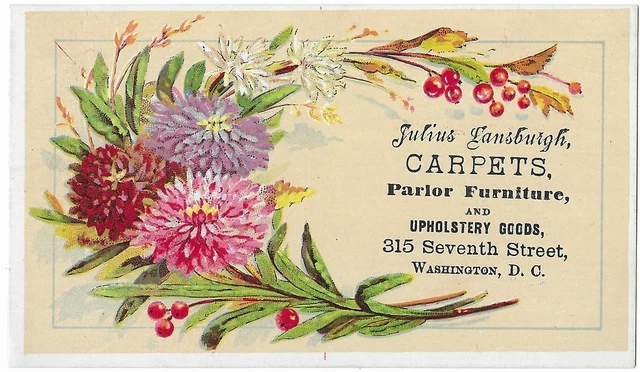 Julius Lansburgh,
CARPETS,
Parlor Furniture,
AND
UPHOLSTERY GOODS,
315 Seventh Street,
WASHINGTON, D. C.